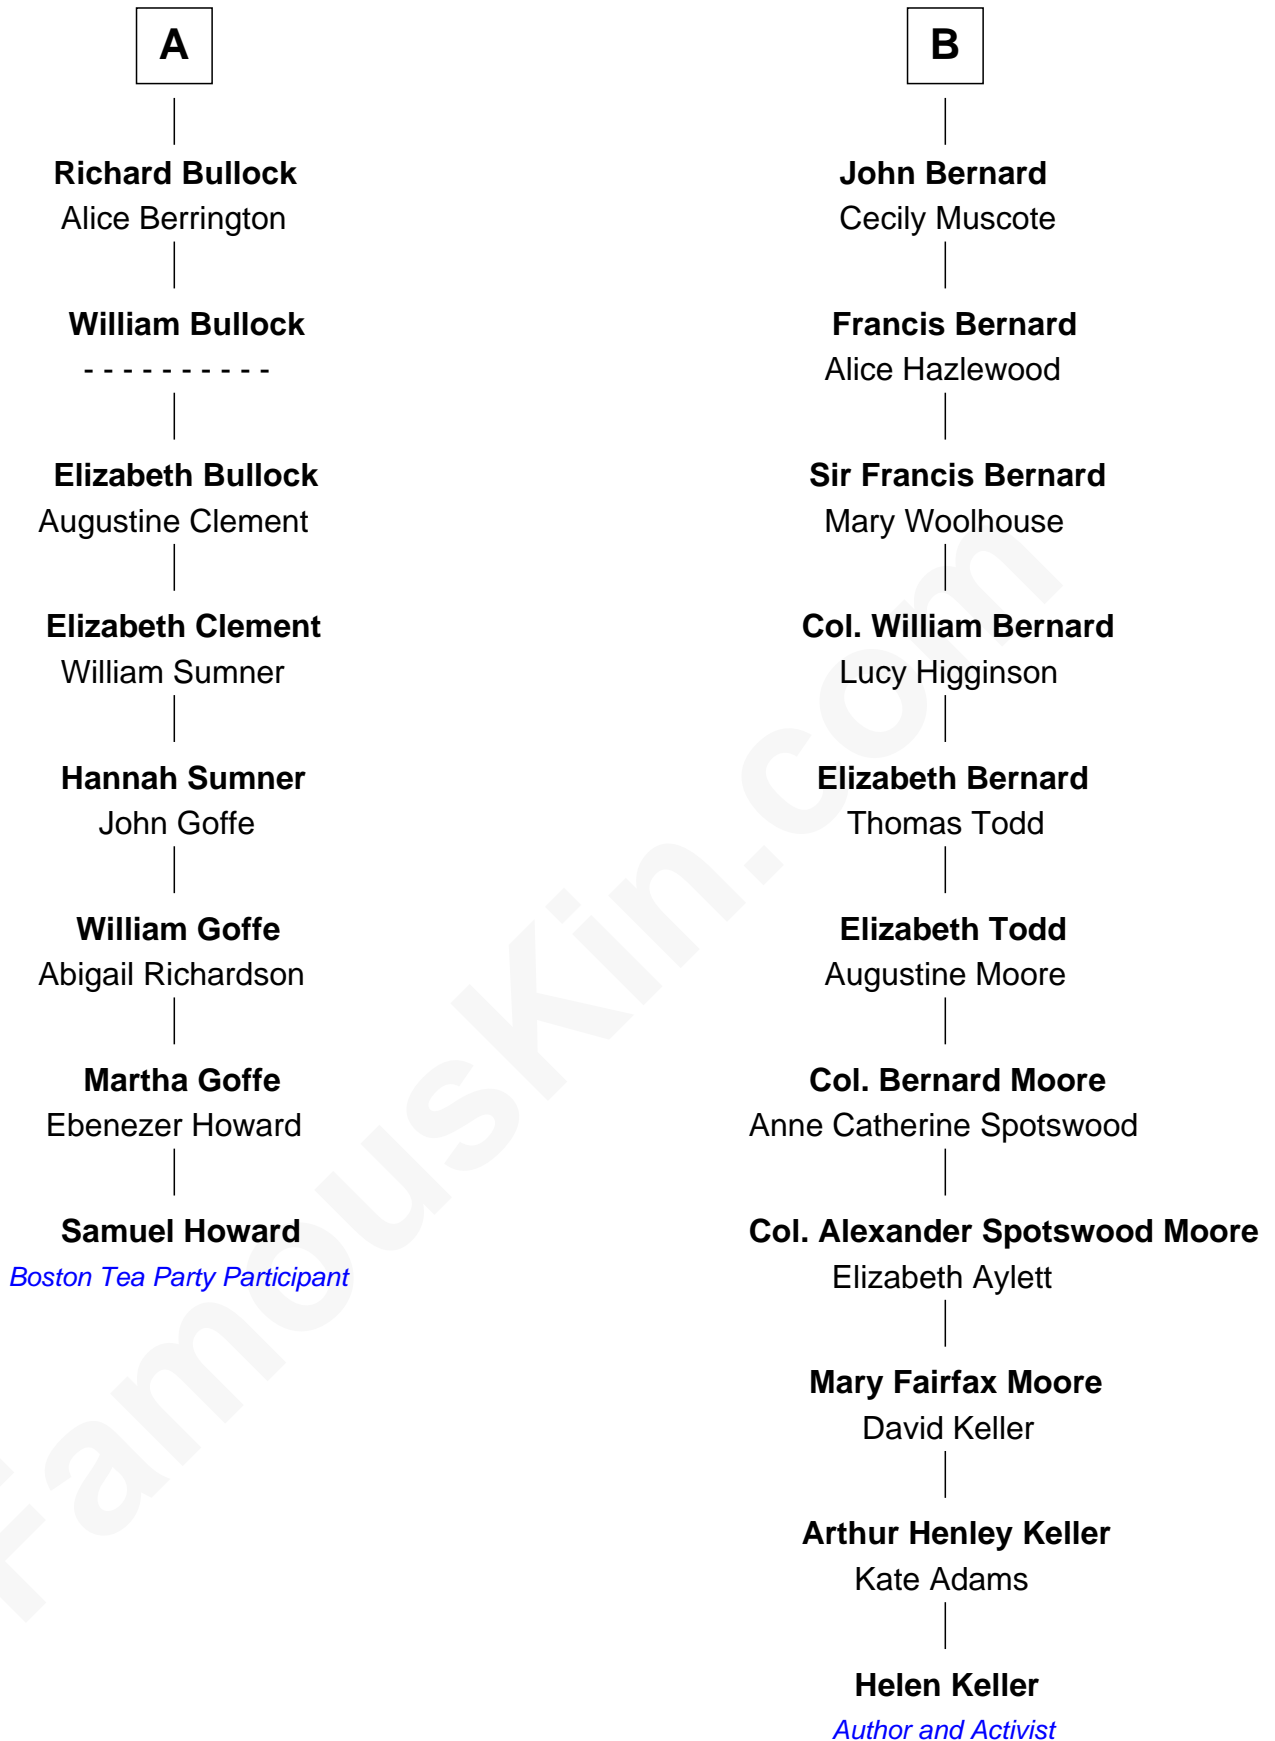 A
Richard Bullock
Alice Berrington
William Bullock
- - - - - - - - - -
Elizabeth Bullock
Augustine Clement
Elizabeth Clement
William Sumner
Hannah Sumner
John Goffe
William Goffe
Abigail Richardson
Martha Goffe
Ebenezer Howard
Samuel Howard
Boston Tea Party Participant
B
John Bernard
Cecily Muscote
Francis Bernard
Alice Hazlewood
Sir Francis Bernard
Mary Woolhouse
Col. William Bernard
Lucy Higginson
Elizabeth Bernard
Thomas Todd
Elizabeth Todd
Augustine Moore
Col. Bernard Moore
Anne Catherine Spotswood
Col. Alexander Spotswood Moore
Elizabeth Aylett
Mary Fairfax Moore
David Keller
Arthur Henley Keller
Kate Adams
Helen Keller
Author and Activist
FamousKin.com